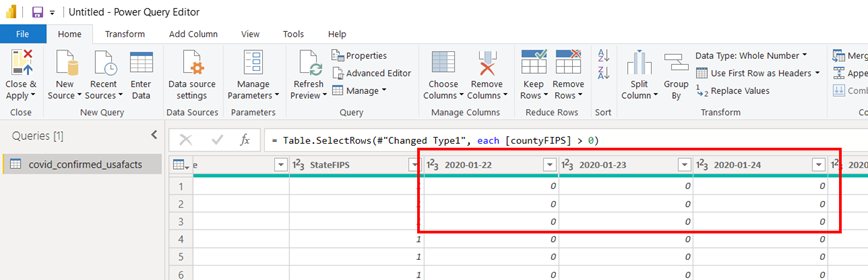 Untitled - Power Query Editor
File Home Transform Add Column View Tools Help
Close & Apply New Source Recent Sources Enter Data Data source settings Manage Parameters Refresh Preview Properties Advanced Editor Manage Choose Columns Remove Columns Keep Rows Remove Rows Split Column Group By Data Type: Whole Number Use First Row as Headers Replace Values
Close New Query Data Sources Parameters Query Manage Columns Reduce Rows Sort Transform
Queries [1]
= Table.SelectRows(#"Changed Type1", each [countyFIPS] > 0)
covid_confirmed_usafacts
e StateFIPS 2020-01-22 2020-01-23 2020-01-24
1 0 0 0
2 0 0 0
3 0 0 0
4 1 0 0 0
5 1 0 0 0
6 1 0 0 0